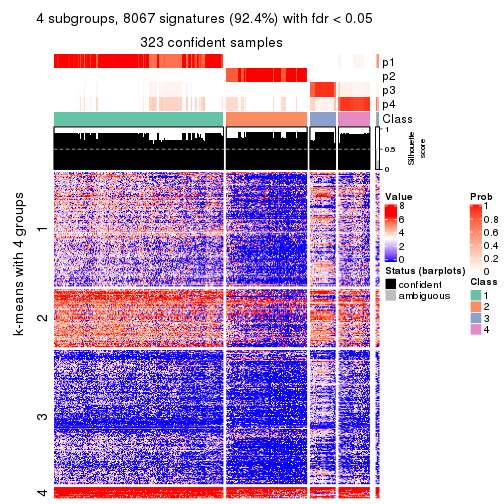 4 subgroups, 8067 signatures (92.4%) with fdr < 0.05
323 confident samples
p1
p2
p3
p4
Class
1
0.5
0
Silhouette
score
k-means with 4 groups
1
2
3
4
Value
8
6
4
2
0
Status (barplots)
confident
ambiguous
Prob
1
0.8
0.6
0.4
0.2
0
Class
1
2
3
4